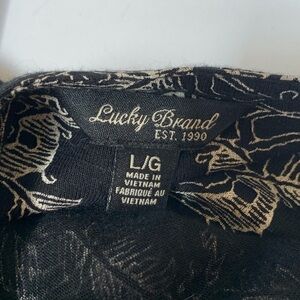 Lucky Brand
EST. 1990
L/G
MADE IN
VIETNAM
FABRIQUÉ AU
VIETNAM